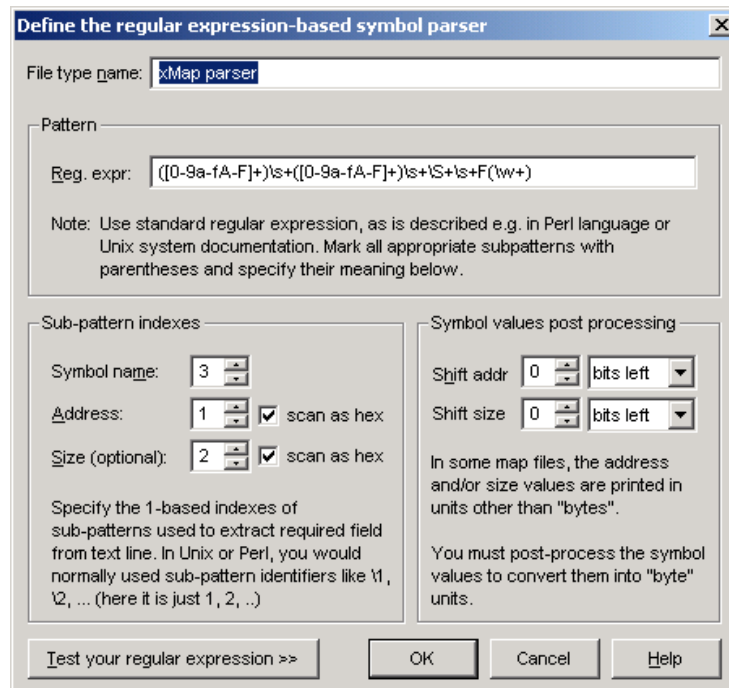 Define the regular expression-based symbol parser
File type name: xMap parser
Pattern
Reg. expr: ([0-9a-fA-F]+)\s+([0-9a-fA-F]+)\s+\S+\s+F(\w+)
Note: Use standard regular expression, as is described e.g. in Perl language or
Unix system documentation. Mark all appropriate subpatterns with
parentheses and specify their meaning below.
Sub-pattern indexes
Symbol name: 3
Address: 1 scan as hex
Size (optional): 2 scan as hex
Specify the 1-based indexes of
sub-patterns used to extract required field
from text line. In Unix or Perl, you would
normally used sub-pattern identifiers like \1,
\2, ... (here it is just 1, 2, ..)
Symbol values post processing
Shift addr 0 bits left
Shift size 0 bits left
In some map files, the address
and/or size values are printed in
units other than "bytes".
You must post-process the symbol
values to convert them into "byte"
units.
Test your regular expression >>
OK
Cancel
Help